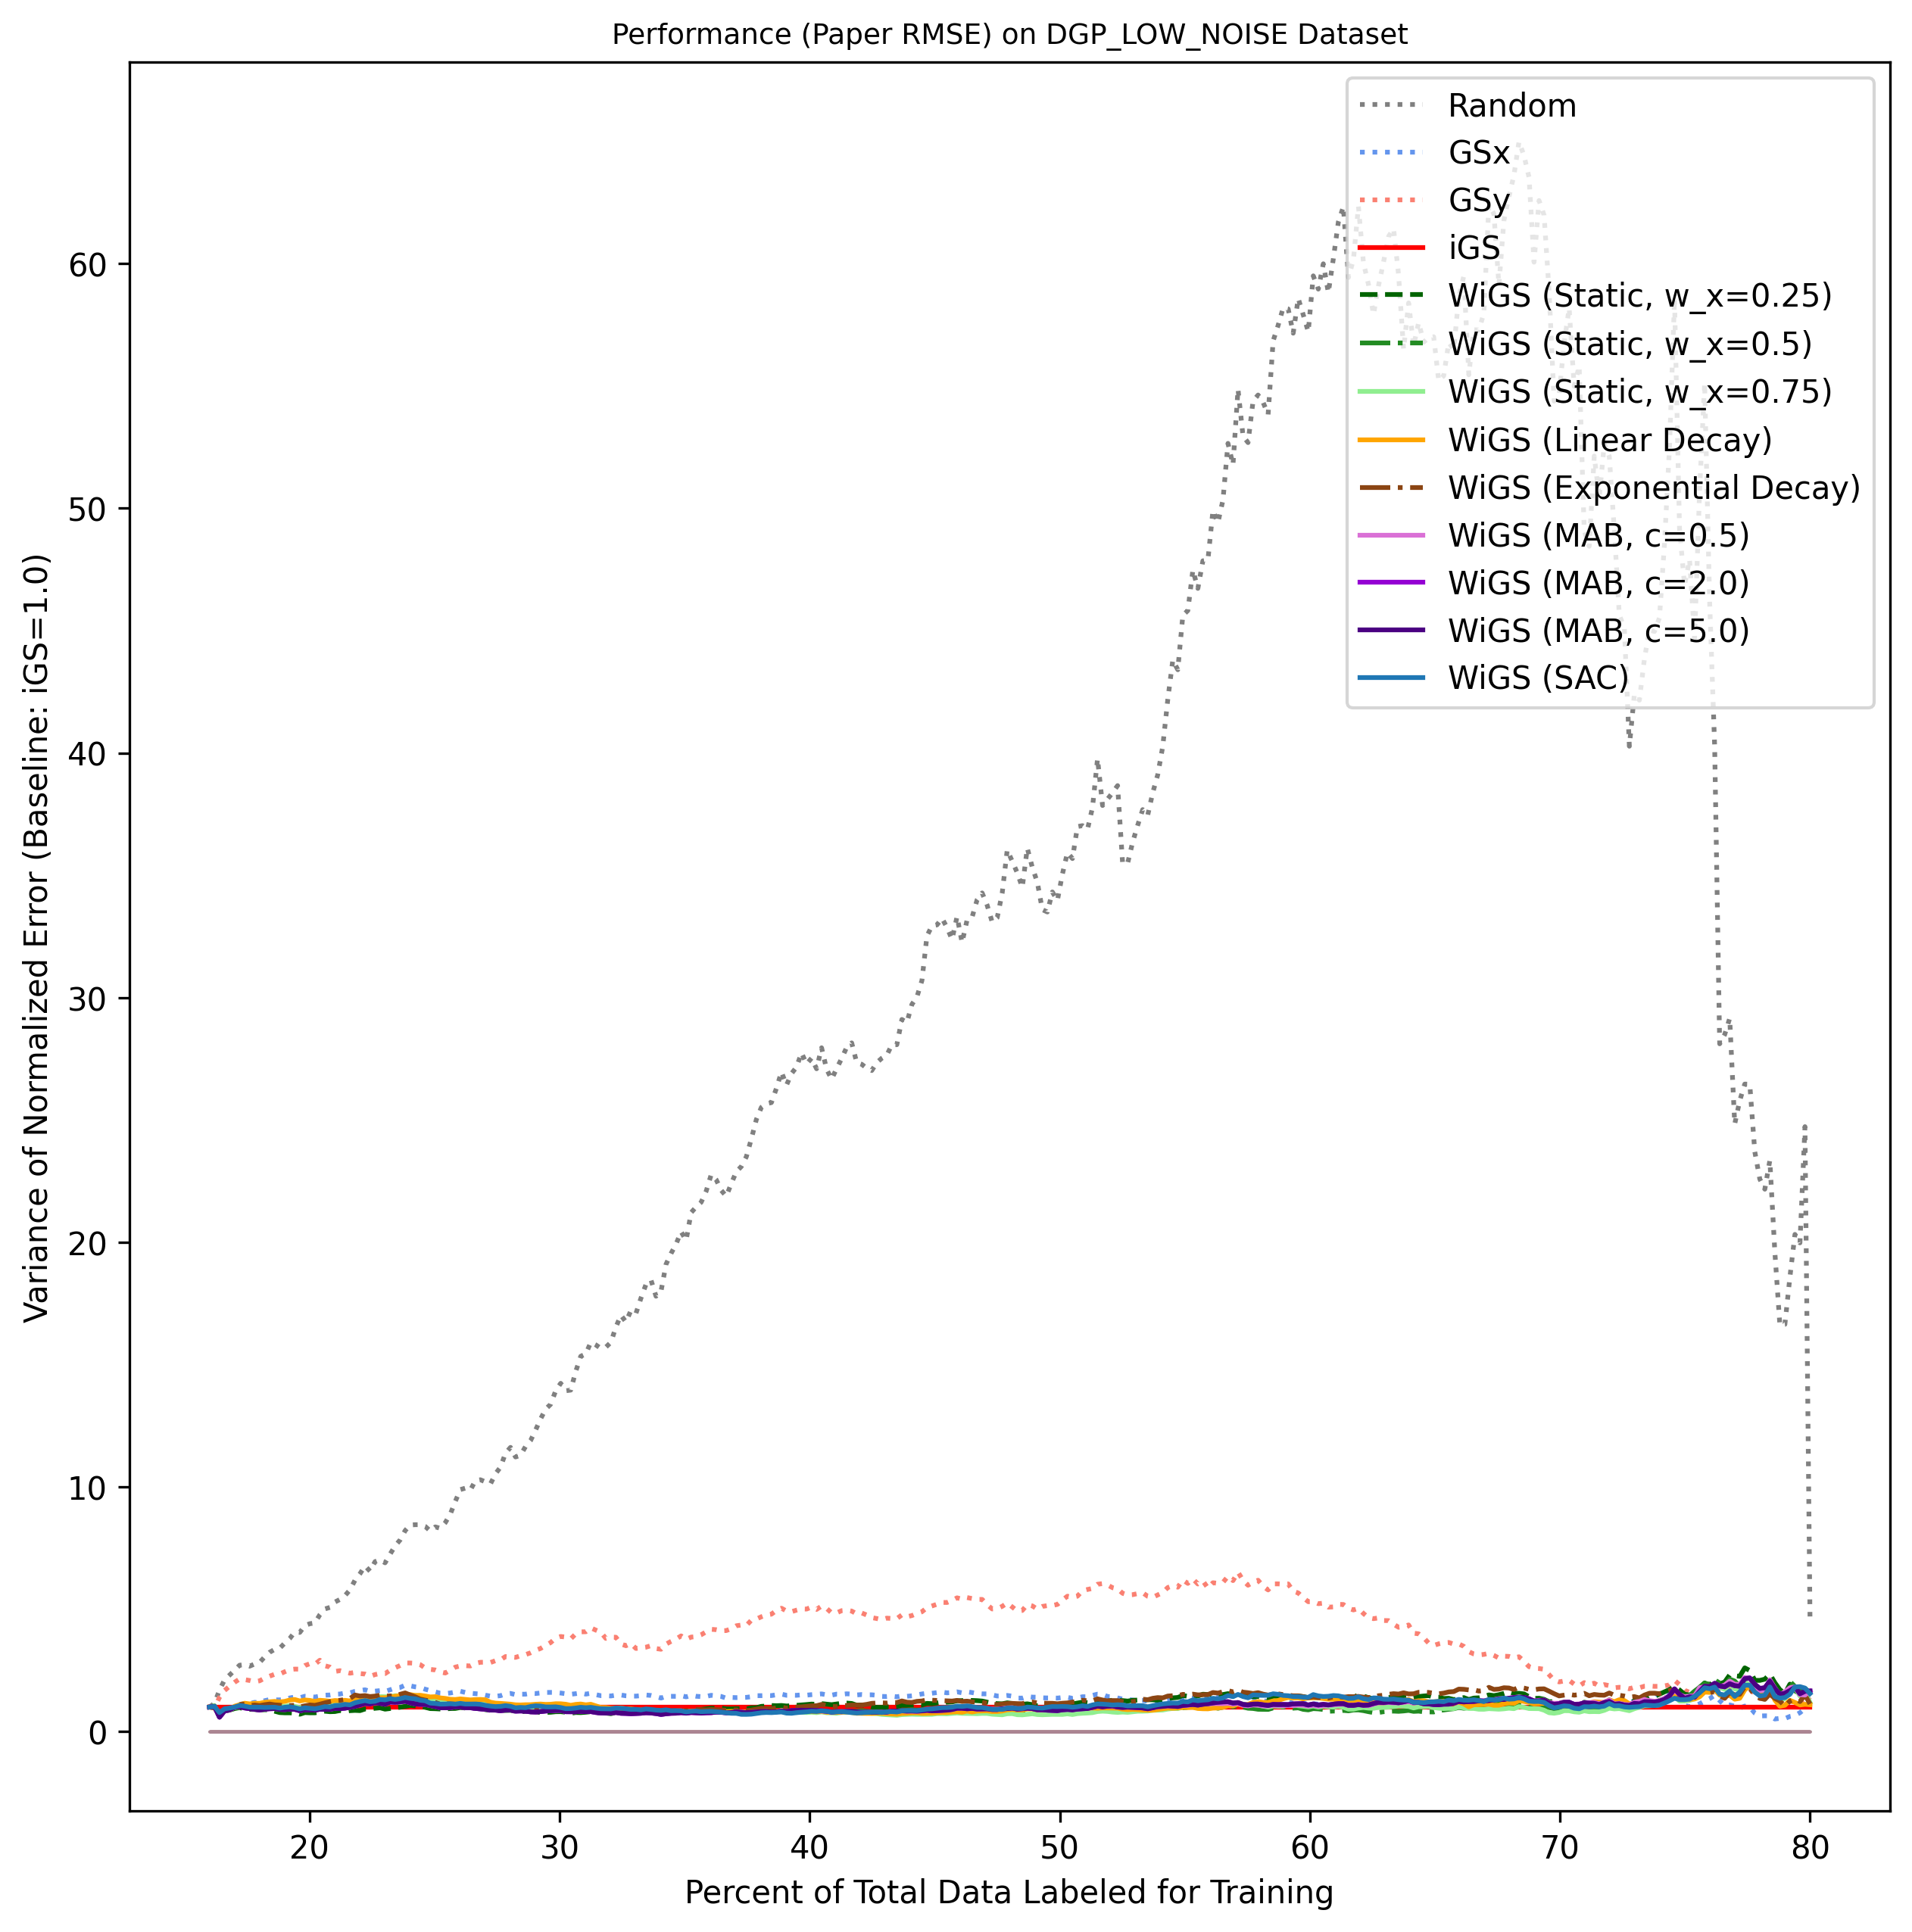 Performance (Paper RMSE) on DGP_LOW_NOISE Dataset
Variance of Normalized Error (Baseline: iGS=1.0)
60
50
40
30
20
10
0
Random
GSx
GSy
iGS
WiGS (Static, w_x=0.25)
WiGS (Static, w_x=0.5)
WiGS (Static, w_x=0.75)
WiGS (Linear Decay)
WiGS (Exponential Decay)
WiGS (MAB, c=0.5)
WiGS (MAB, c=2.0)
WiGS (MAB, c=5.0)
WiGS (SAC)
20 30 40 50 60 70 80
Percent of Total Data Labeled for Training